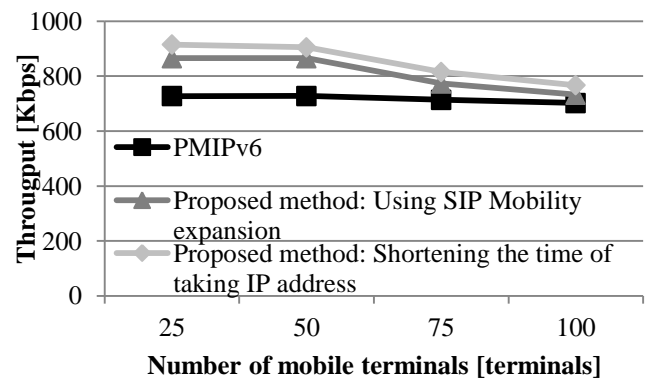 1000
800
600
400
200
0
Througput [Kbps]
PMIPv6
Proposed method: Using SIP Mobility
expansion
Proposed method: Shortening the time of
taking IP address
25 50 75 100
Number of mobile terminals [terminals]